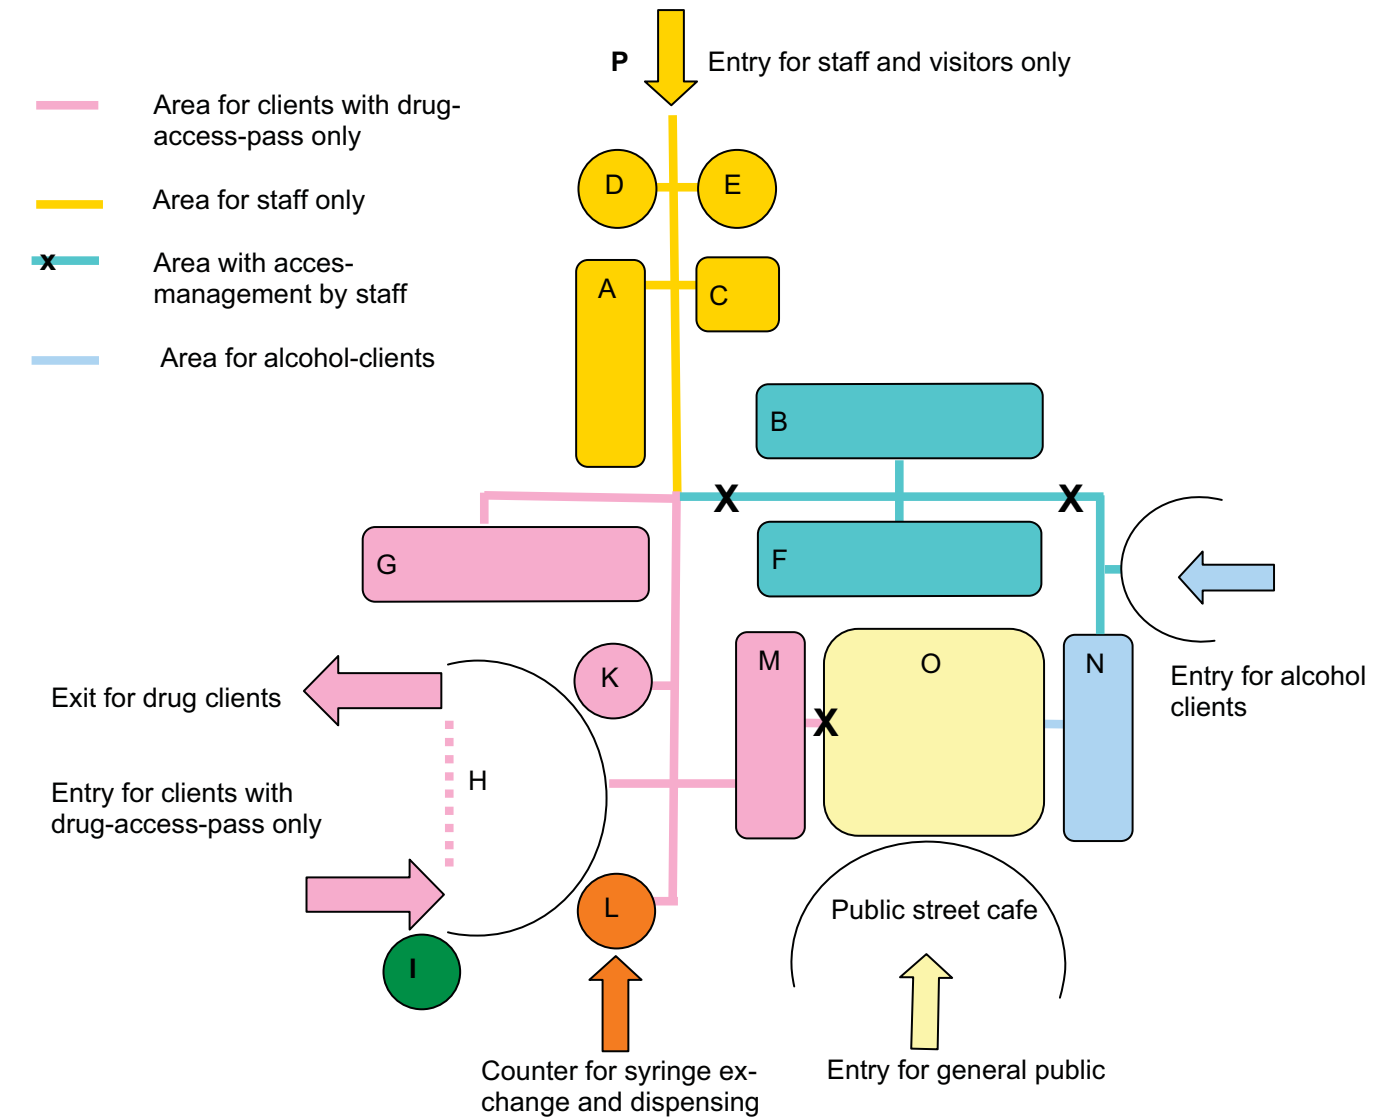 P
Entry for staff and visitors only
Area for clients with drug-
access-pass only
D
E
Area for staff only
x
Area with acces-
management by staff
A
C
Area for alcohol-clients
B
X
X
G
F
M
O
N
K
Entry for alcohol
clients
Exit for drug clients
X
H
Entry for clients with
drug-access-pass only
L
Public street cafe
I
Counter for syringe ex-
change and dispensing
Entry for general public